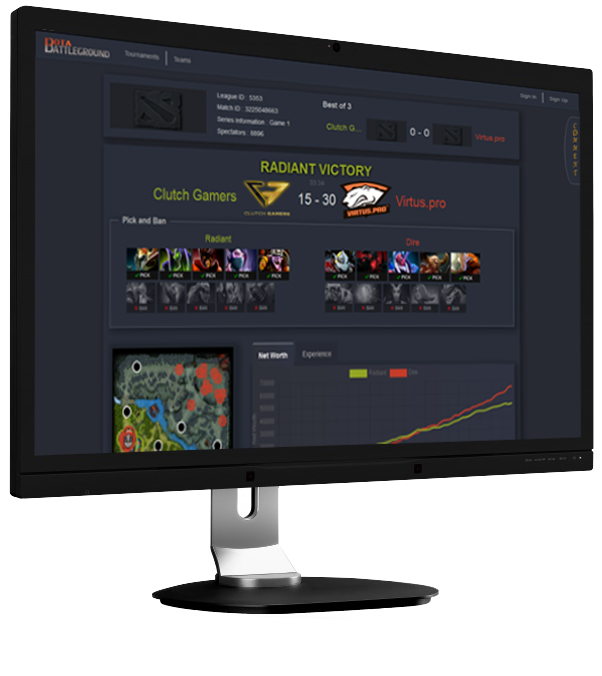 DOTA
BATTLEGROUND
Tournaments
Teams
Sign In
Sign Up
League ID : 5353
Match ID : 3225048663
Series Information : Game 1
Spectators : 8896
Best of 3
Clutch G...
0 - 0
Virtus.pro
CONNECT
RADIANT VICTORY
Clutch Gamers
CLUTCH GAMERS
15 - 30
VIRTUS.PRO
Virtus.pro
Pick and Ban
Radiant
Dire
PICK PICK PICK PICK PICK
PICK PICK PICK PICK PICK
BAN BAN BAN BAN BAN
BAN BAN BAN BAN BAN
Net Worth
Experience
Radiant
Dire